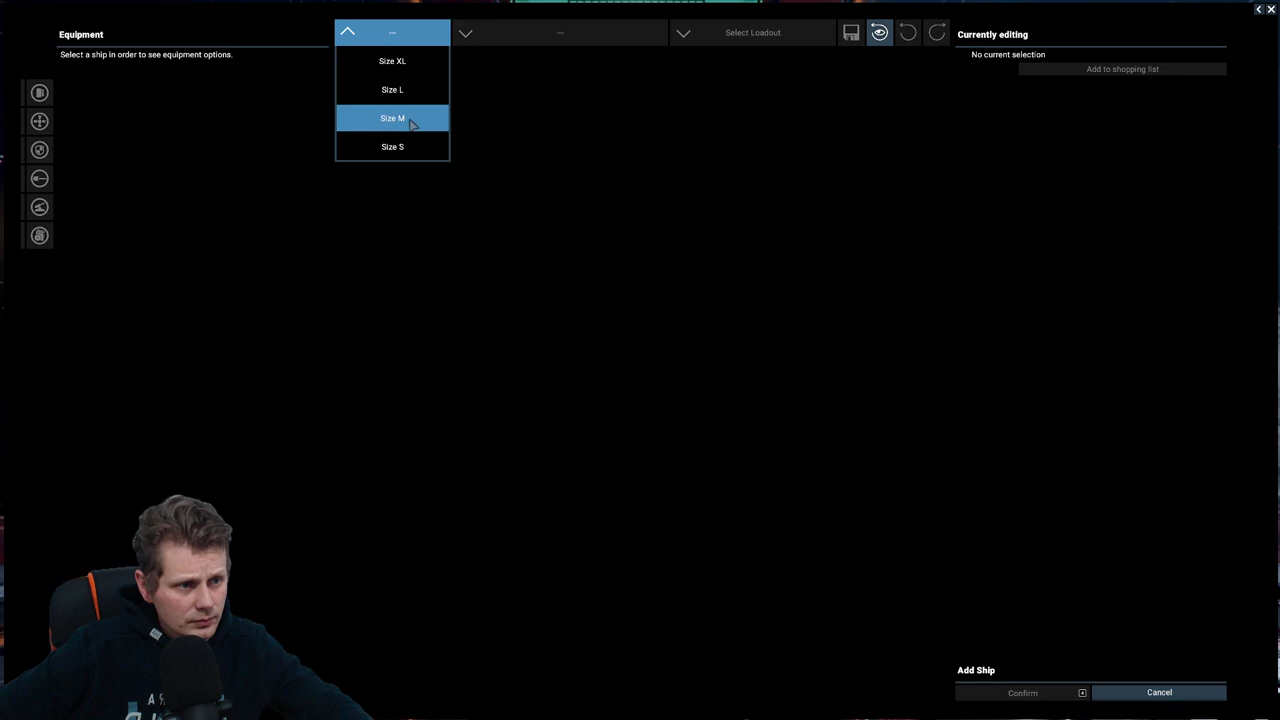 Equipment
Select a ship in order to see equipment options.
---
Size XL
Size L
Size M
Size S
---
Select Loadout
Currently editing
No current selection
Add to shopping list
Add Ship
Confirm
Cancel